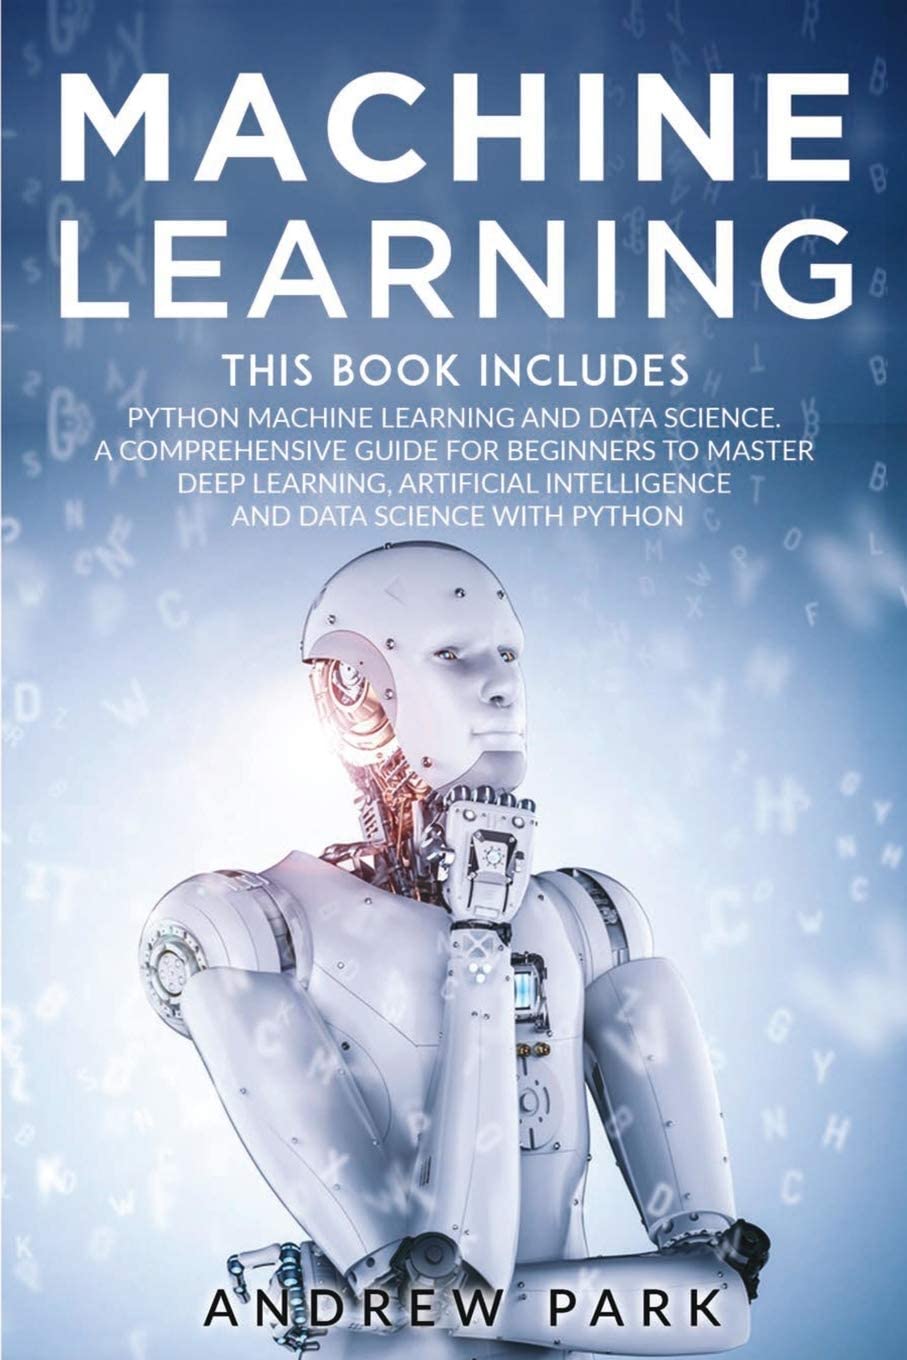 MACHINE
LEARNING
THIS BOOK INCLUDES
PYTHON MACHINE LEARNING AND DATA SCIENCE.
A COMPREHENSIVE GUIDE FOR BEGINNERS TO MASTER
DEEP LEARNING, ARTIFICIAL INTELLIGENCE
AND DATA SCIENCE WITH PYTHON
ANDREW PARK